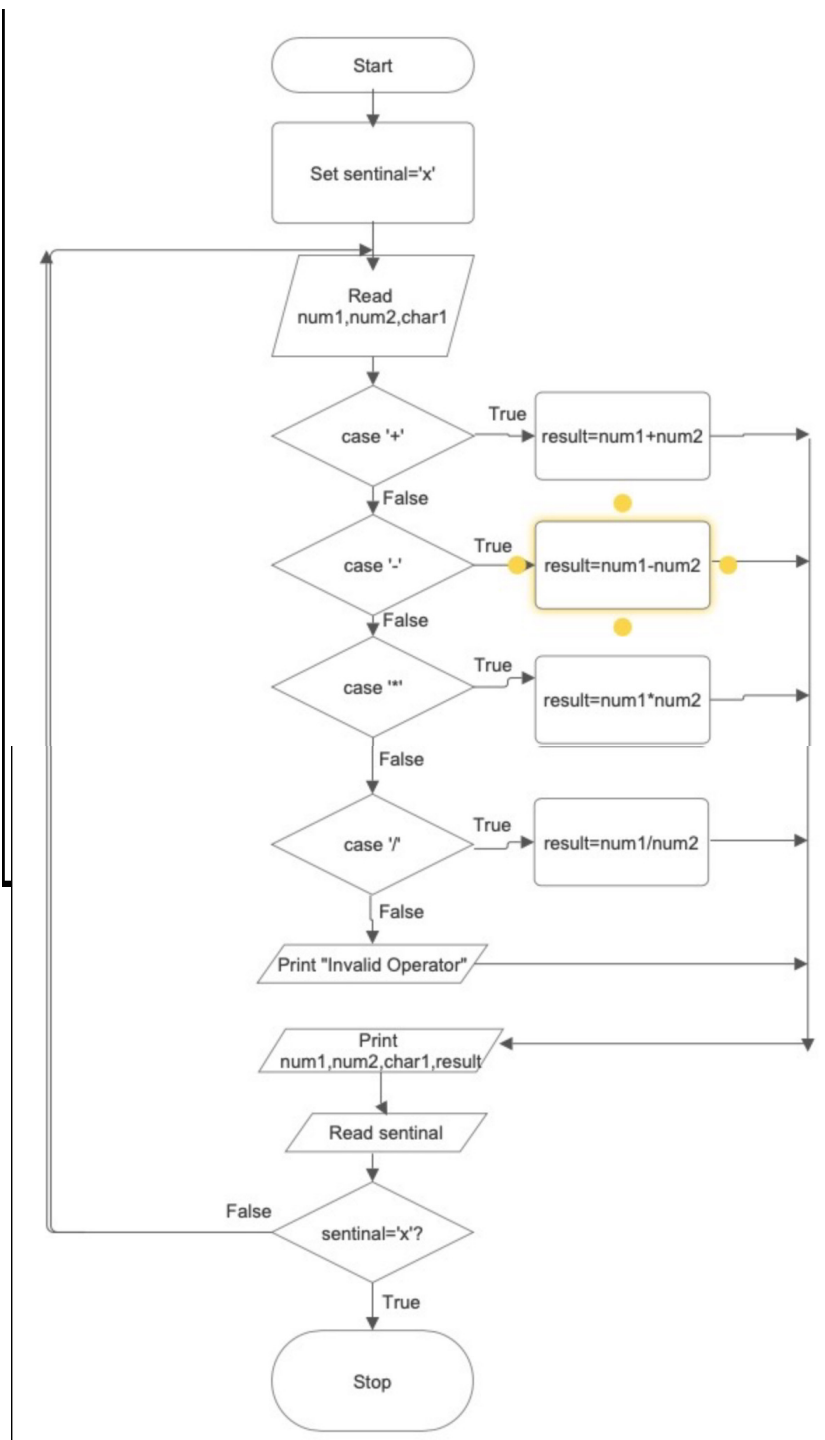 Start
Set sentinal='x'
Read
num1,num2,char1
case '+'
True
result=num1+num2
False
case '-'
True
result=num1-num2
False
case '*'
True
result=num1*num2
False
case '/'
True
result=num1/num2
False
Print "Invalid Operator"
Print
num1,num2,char1,result
Read sentinal
False
sentinal='x'?
True
Stop